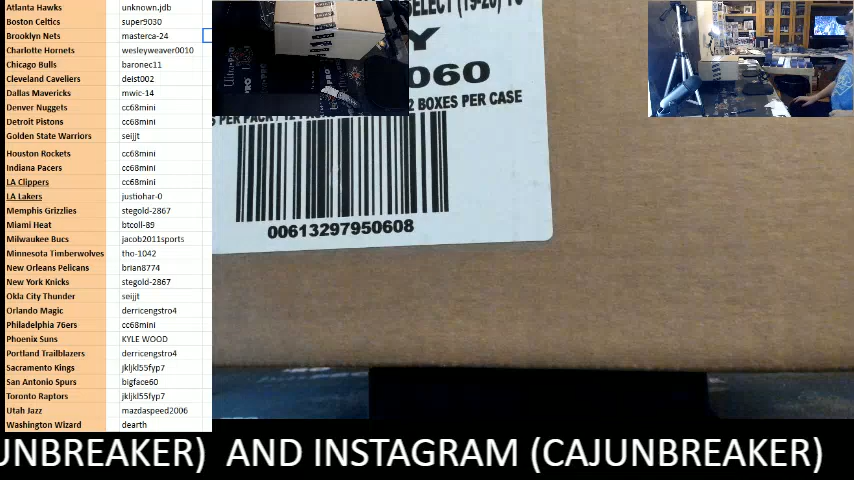 Atlanta Hawks unknown.jdb
Boston Celtics super9030
Brooklyn Nets masterca-24
Charlotte Hornets wesleyweaver0010
Chicago Bulls baronec11
Cleveland Cavaliers deist002
Dallas Mavericks mwic-14
Denver Nuggets cc68mini
Detroit Pistons cc68mini
Golden State Warriors seijjt
Houston Rockets cc68mini
Indiana Pacers cc68mini
LA Clippers cc68mini
LA Lakers justiohar-0
Memphis Grizzlies stegold-2867
Miami Heat btcoll-89
Milwaukee Bucs jacob2011sports
Minnesota Timberwolves tho-1042
New Orleans Pelicans brian8774
New York Knicks stegold-2867
Okla City Thunder seijjt
Orlando Magic derricengstro4
Philadelphia 76ers cc68mini
Phoenix Suns KYLE WOOD
Portland Trailblazers derricengstro4
Sacramento Kings jkljkl55fyp7
San Antonio Spurs bigface60
Toronto Raptors jkljkl55fyp7
Utah Jazz mazdaspeed2006
Washington Wizard dearth
SELECT (19-20)
Y
060
2 BOXES PER CASE
00613297950608
UNBREAKER) AND INSTAGRAM (CAJUNBREAKER)